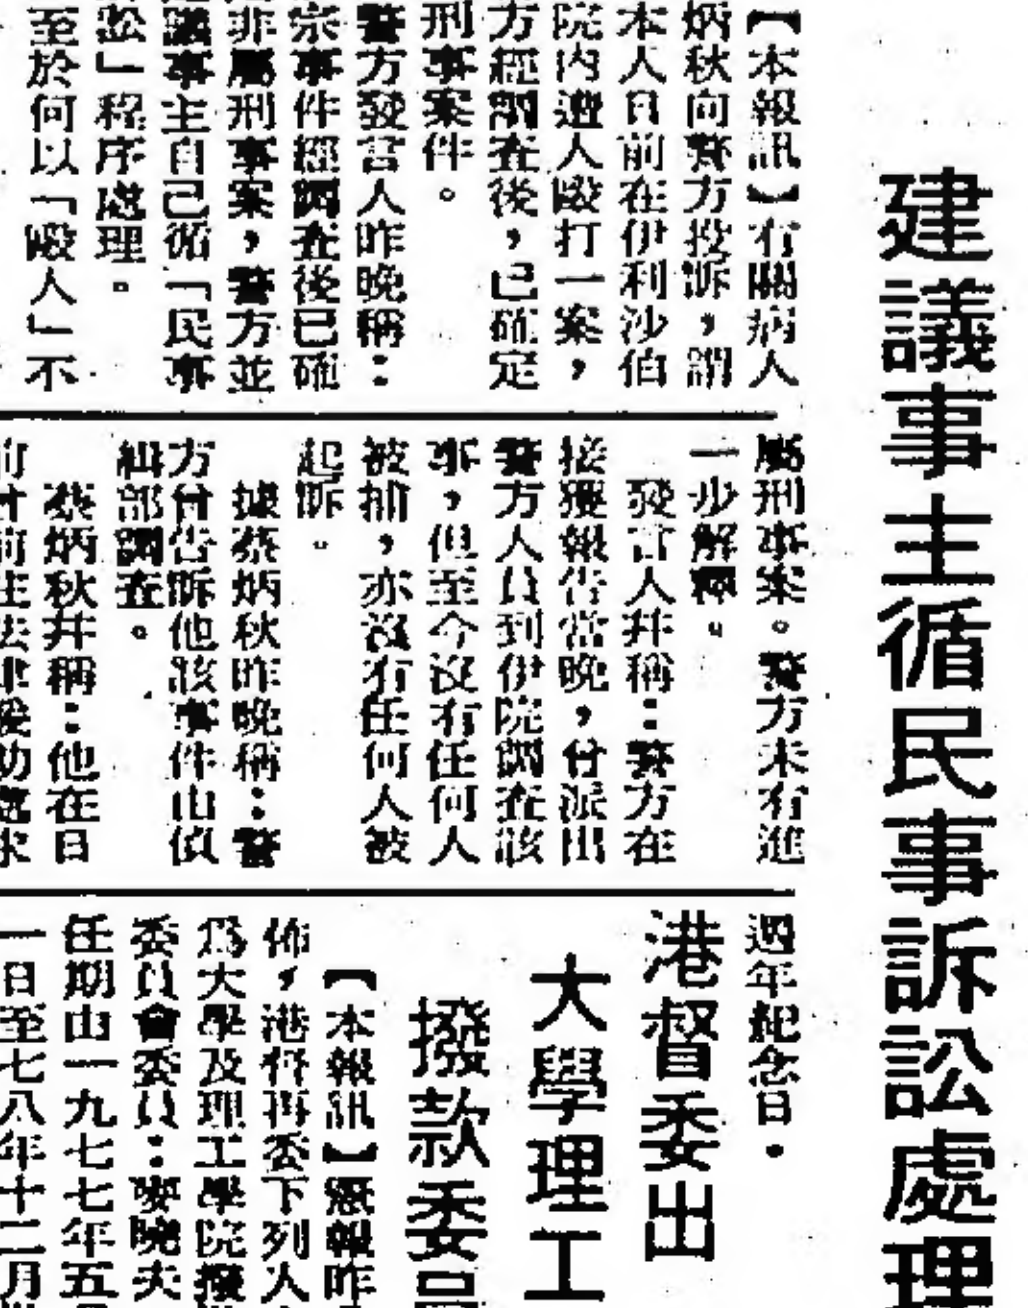 建議事主循民事訴訟處理
【本報訊】有關病人
炳秋向警方投訴，謂
本人日前在伊利沙伯
院內遭人毆打一案，
方經調查後，已確定
刑事案件。
警方發言人昨晚稱：
宗事件經調查後已確
非屬刑事案，警方並
議事主自己循「民事
訟」程序處理。
至於何以「毆人」不
屬刑事案。警方未有進
一步解釋。
發言人幷稱：警方在
接獲報告當晚，曾派出
警方人員到伊院調查該
事，但至今沒有任何人
被捕，亦沒有任何人被
起訴。
據蔡炳秋昨晚稱：警
方曾告訴他該事件由偵
緝部調查。
蔡炳秋幷稱：他在日
前曾前往法律援助處求
週年紀念日．
港督委出
大學理工
撥款委員
【本報訊】憲報昨
佈，港督再委下列人
爲大學及理工學院撥
委員會委員：麥曉夫
任期由一九七七年五
一日至七八年十二月